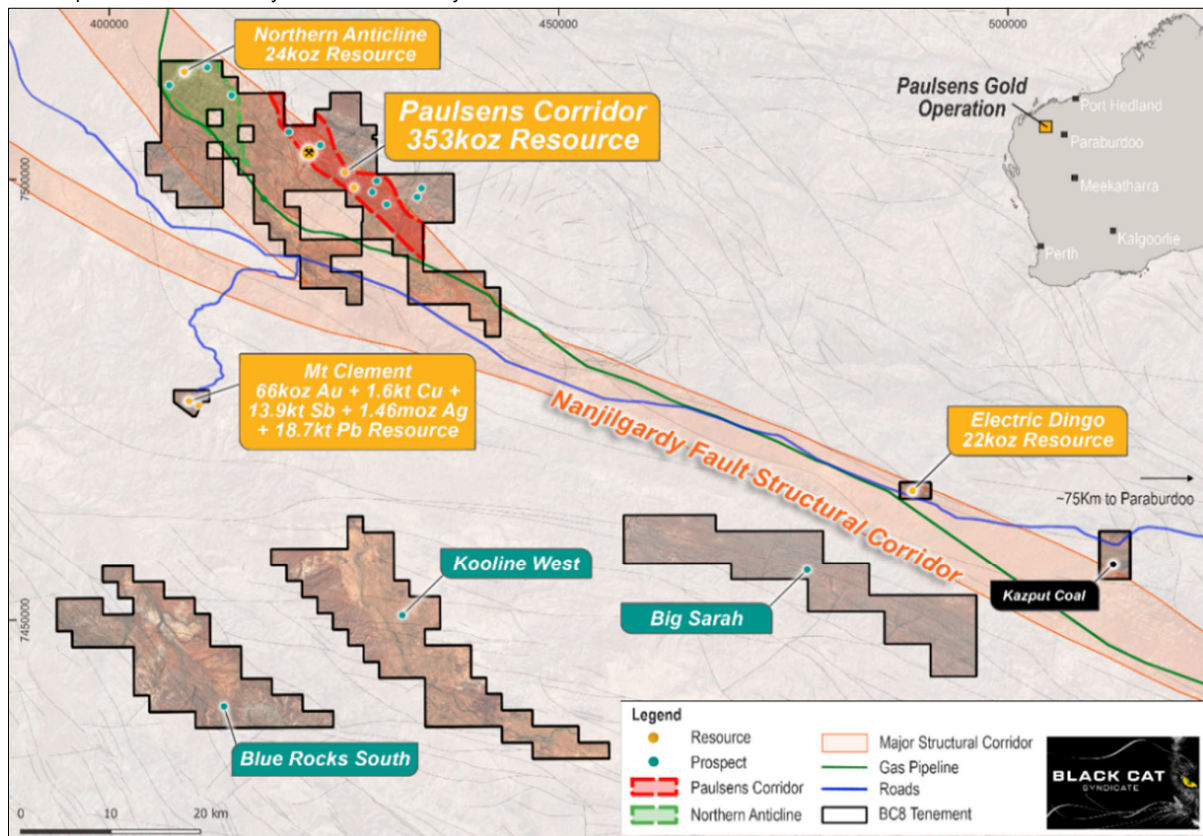 400000
450000
500000
Northern Anticline
24koz Resource
Paulsens Corridor
353koz Resource
Paulsens Gold
Operation
Port Hedland
Paraburdoo
Meekatharra
Kalgoorlie
Perth
7500000
Mt Clement
66koz Au + 1.6kt Cu +
13.9kt Sb + 1.46moz Ag
+ 18.7kt Pb Resource
Nanjilgardy Fault Structural Corridor
Electric Dingo
22koz Resource
~75Km to Paraburdoo
Kooline West
Big Sarah
Kazput Coal
7450000
Blue Rocks South
Legend
Resource
Prospect
Paulsens Corridor
Northern Anticline
Major Structural Corridor
Gas Pipeline
Roads
BC8 Tenement
BLACK CAT
SYNDICATE
0 10 20 km